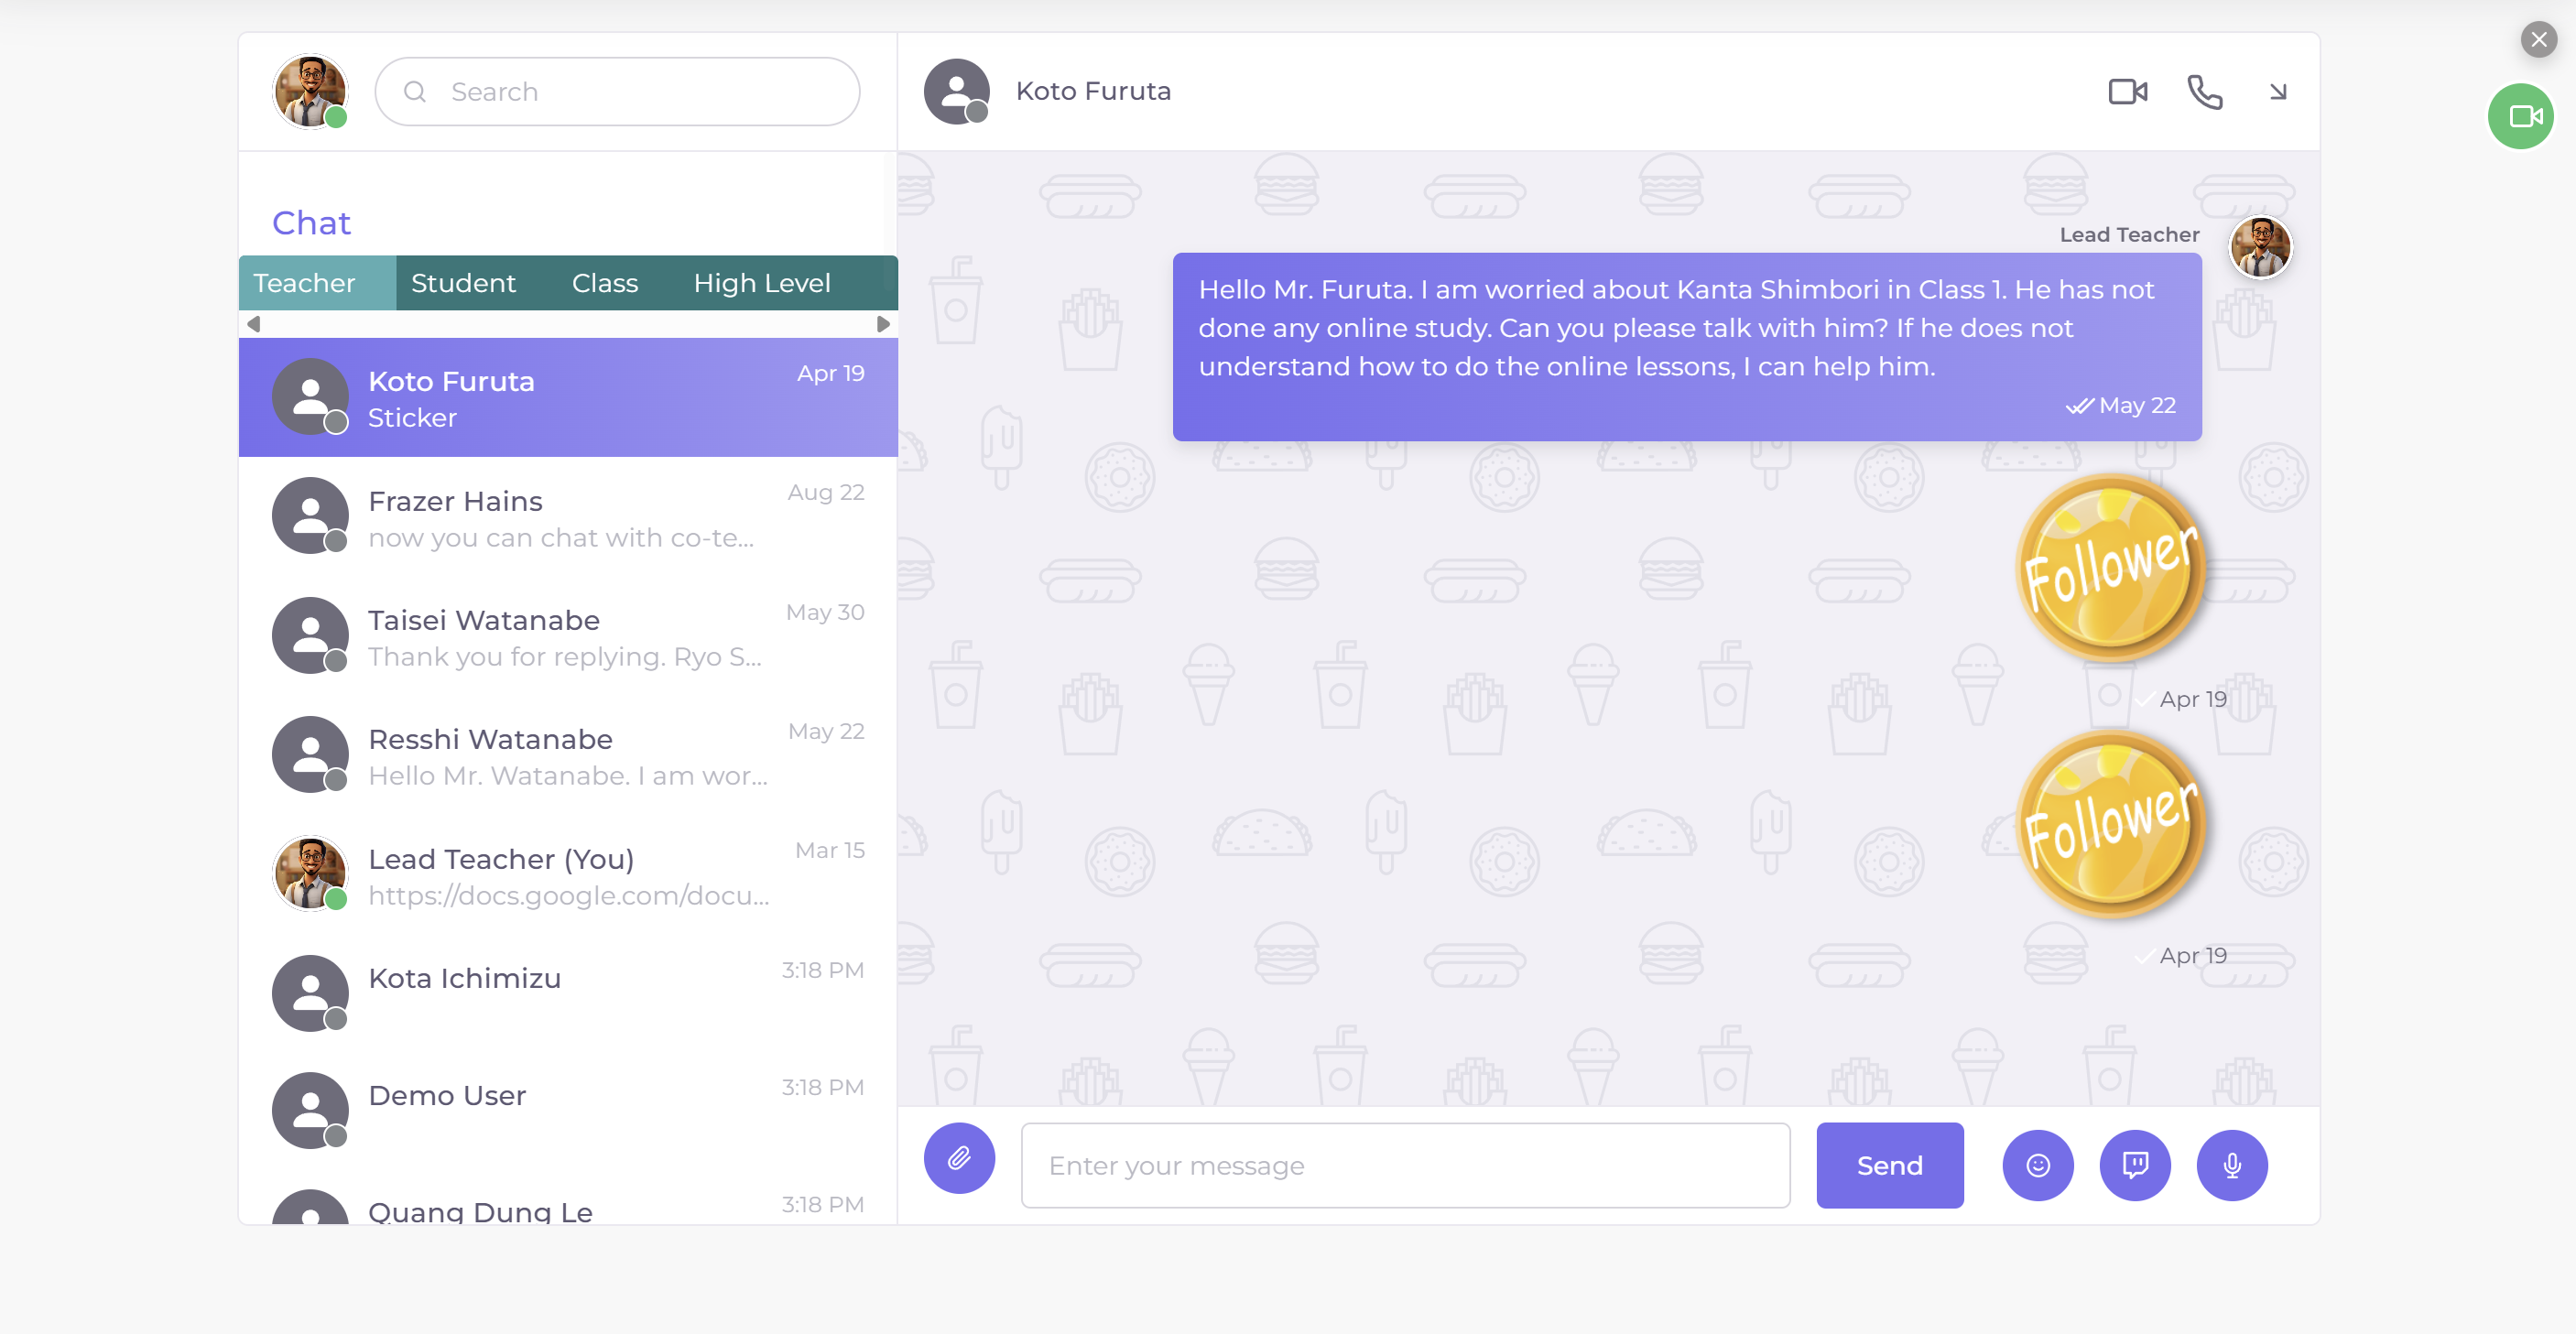 Search
Chat
Teacher
Student
Class
High Level
Koto Furuta
Apr 19
Sticker
Frazer Hains
Aug 22
now you can chat with co-te...
Taisei Watanabe
May 30
Thank you for replying. Ryo S...
Resshi Watanabe
May 22
Hello Mr. Watanabe. I am wor...
Lead Teacher (You)
Mar 15
https://docs.google.com/docu...
Kota Ichimizu
3:18 PM
Demo User
3:18 PM
Quang Dung Le
3:18 PM
Koto Furuta
Lead Teacher
Hello Mr. Furuta. I am worried about Kanta Shimbori in Class 1. He has not
done any online study. Can you please talk with him? If he does not
understand how to do the online lessons, I can help him.
May 22
Follower
Apr 19
Follower
Apr 19
Enter your message
Send